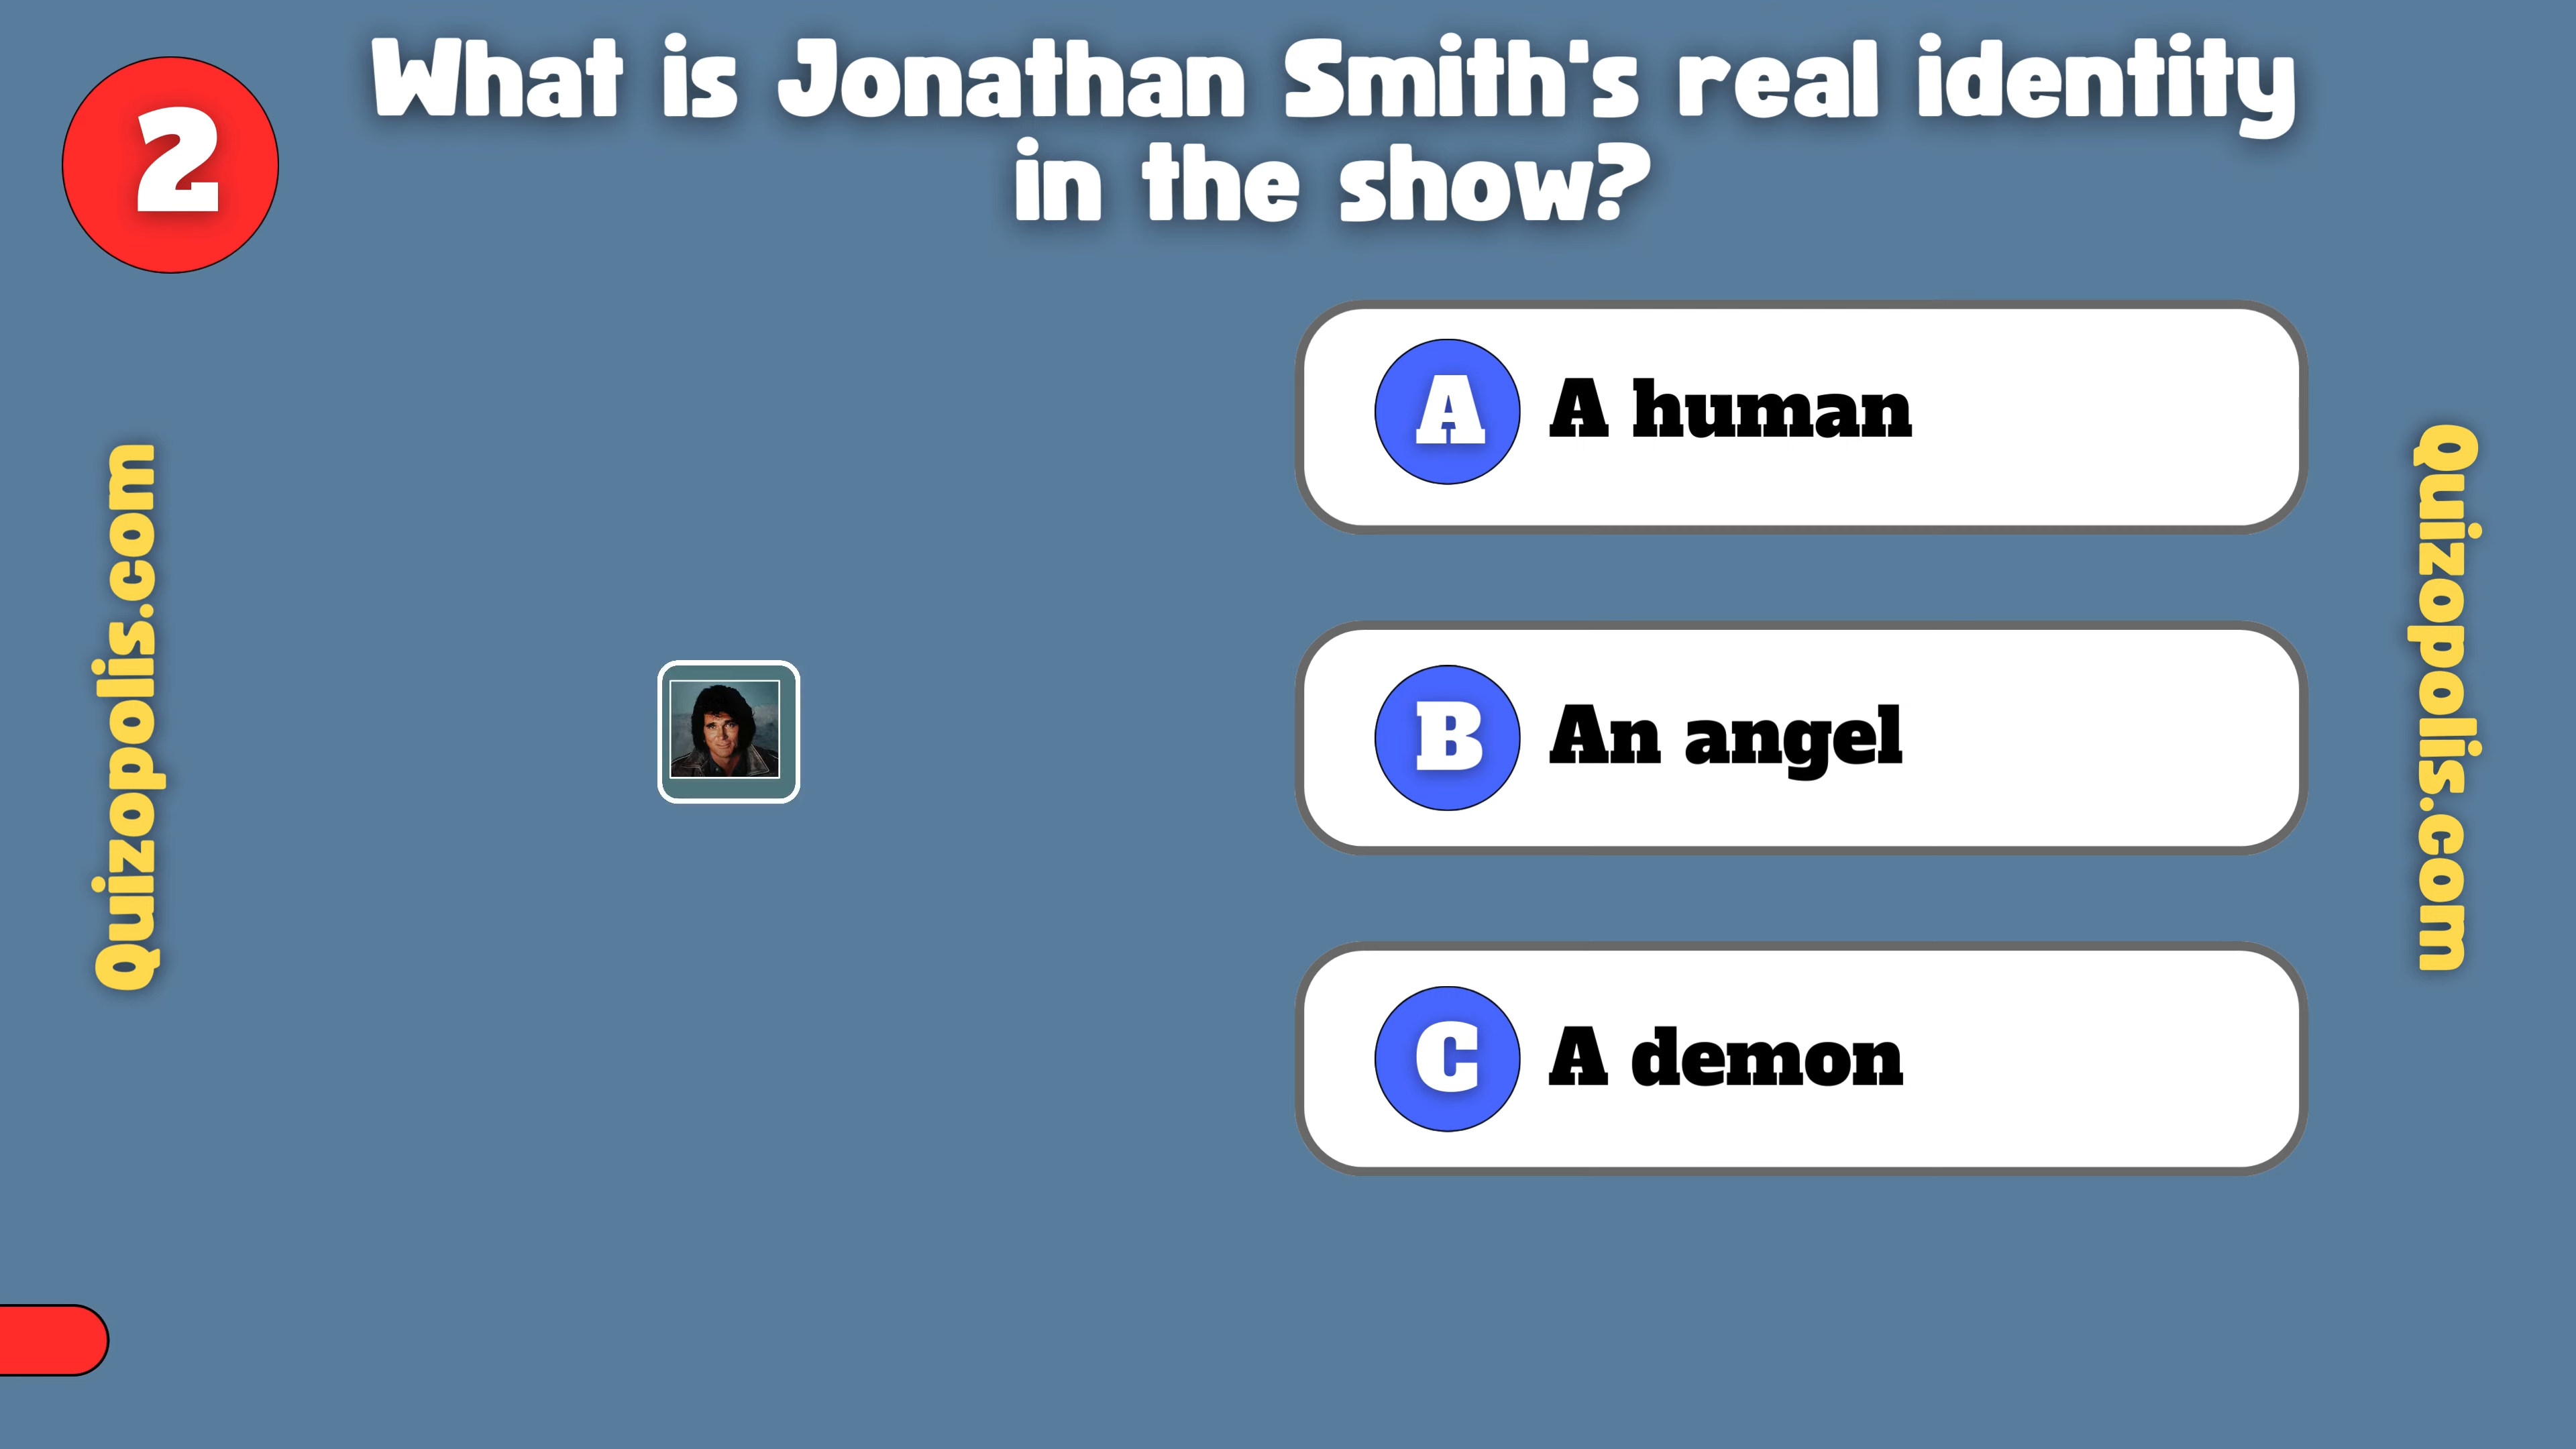 2
What is Jonathan Smith's real identity
in the show?
A A human
B An angel
C A demon
Quizopolis.com
Quizopolis.com